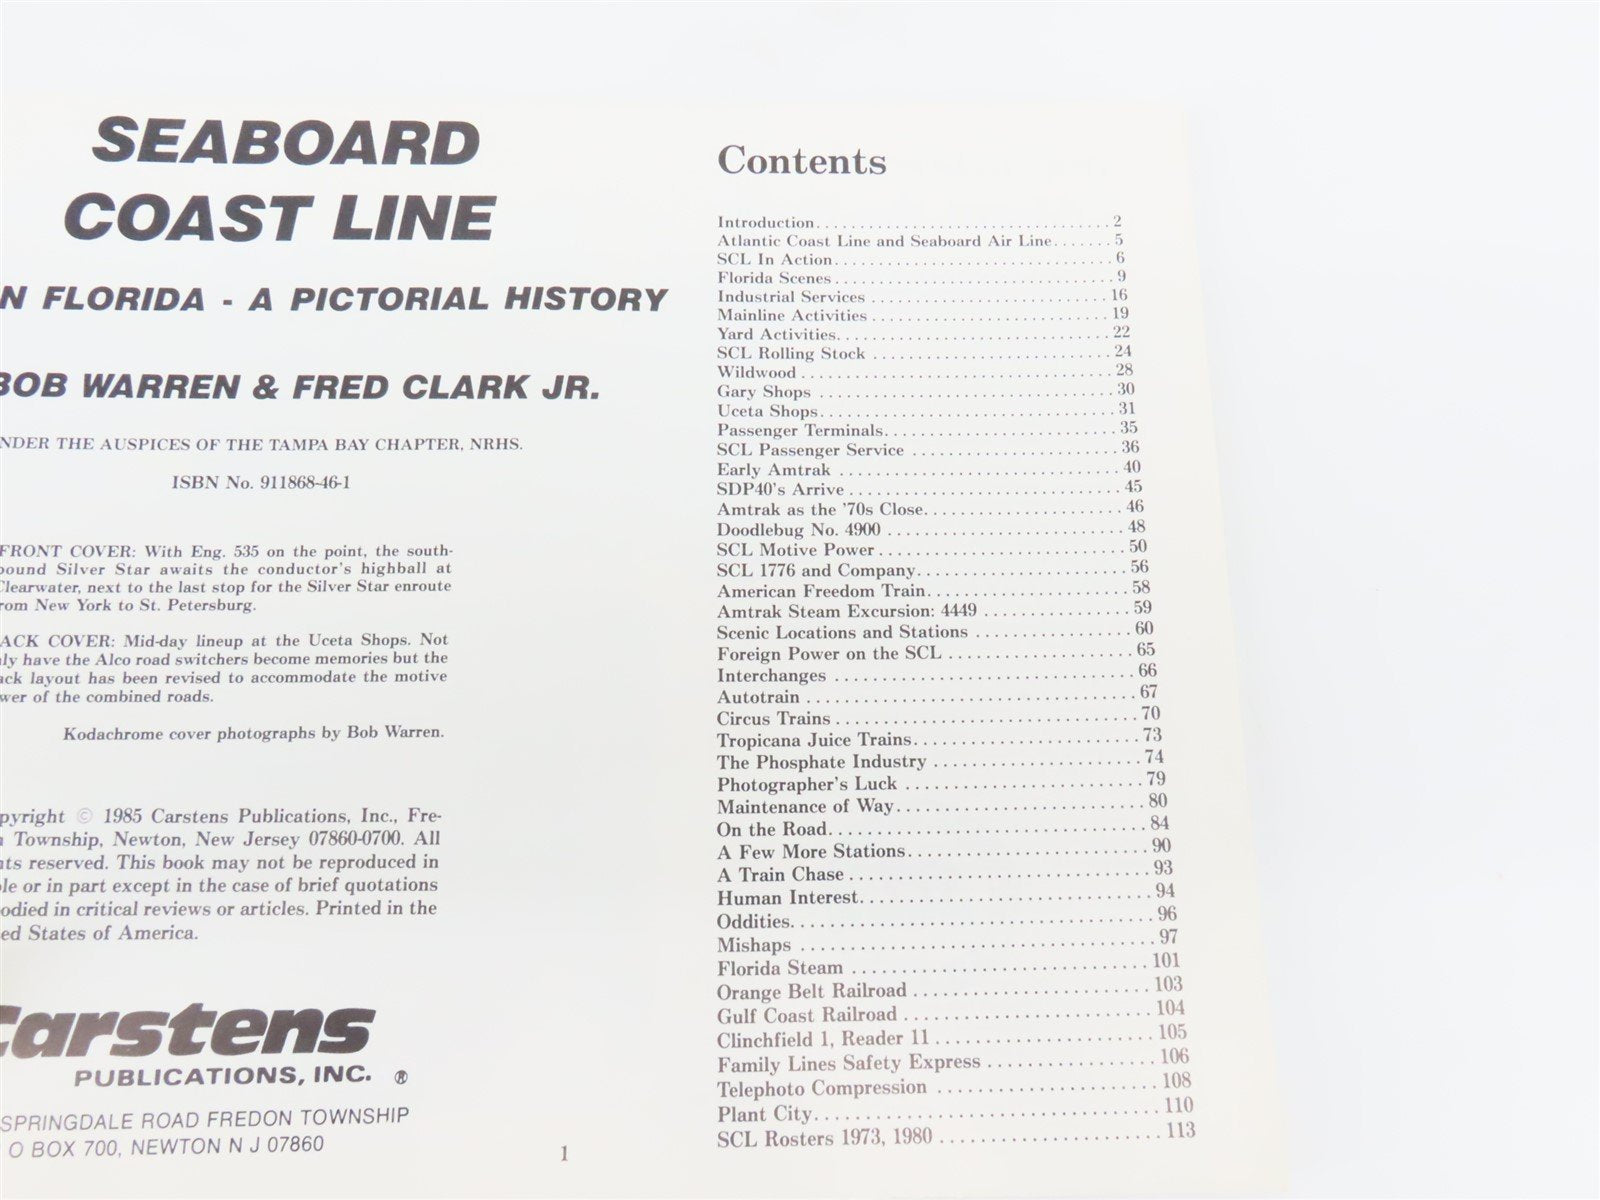 SEABOARD
COAST LINE
N FLORIDA - A PICTORIAL HISTORY
BOB WARREN & FRED CLARK JR.
NDER THE AUSPICES OF THE TAMPA BAY CHAPTER, NRHS.
ISBN No. 911868-46-1
FRONT COVER: With Eng. 535 on the point, the south-
bound Silver Star awaits the conductor's highball at
Clearwater, next to the last stop for the Silver Star enroute
rom New York to St. Petersburg.
ACK COVER: Mid-day lineup at the Uceta Shops. Not
ly have the Alco road switchers become memories but the
ack layout has been revised to accommodate the motive
wer of the combined roads.
Kodachrome cover photographs by Bob Warren.
pyright © 1985 Carstens Publications, Inc., Fre-
n Township, Newton, New Jersey 07860-0700. All
ts reserved. This book may not be reproduced in
le or in part except in the case of brief quotations
odied in critical reviews or articles. Printed in the
ed States of America.
Carstens
PUBLICATIONS, INC. ®
SPRINGDALE ROAD FREDON TOWNSHIP
O BOX 700, NEWTON N J 07860
1
Contents
Introduction 2
Atlantic Coast Line and Seaboard Air Line 5
SCL In Action 6
Florida Scenes 9
Industrial Services 16
Mainline Activities 19
Yard Activities 22
SCL Rolling Stock 24
Wildwood 28
Gary Shops 30
Uceta Shops 31
Passenger Terminals 35
SCL Passenger Service 36
Early Amtrak 40
SDP40's Arrive 45
Amtrak as the '70s Close 46
Doodlebug No. 4900 48
SCL Motive Power 50
SCL 1776 and Company 56
American Freedom Train 58
Amtrak Steam Excursion: 4449 59
Scenic Locations and Stations 60
Foreign Power on the SCL 65
Interchanges 66
Autotrain 67
Circus Trains 70
Tropicana Juice Trains 73
The Phosphate Industry 74
Photographer's Luck 79
Maintenance of Way 80
On the Road 84
A Few More Stations 90
A Train Chase 93
Human Interest 94
Oddities 96
Mishaps 97
Florida Steam 101
Orange Belt Railroad 103
Gulf Coast Railroad 104
Clinchfield 1, Reader 11 105
Family Lines Safety Express 106
Telephoto Compression 108
Plant City 110
SCL Rosters 1973, 1980 113